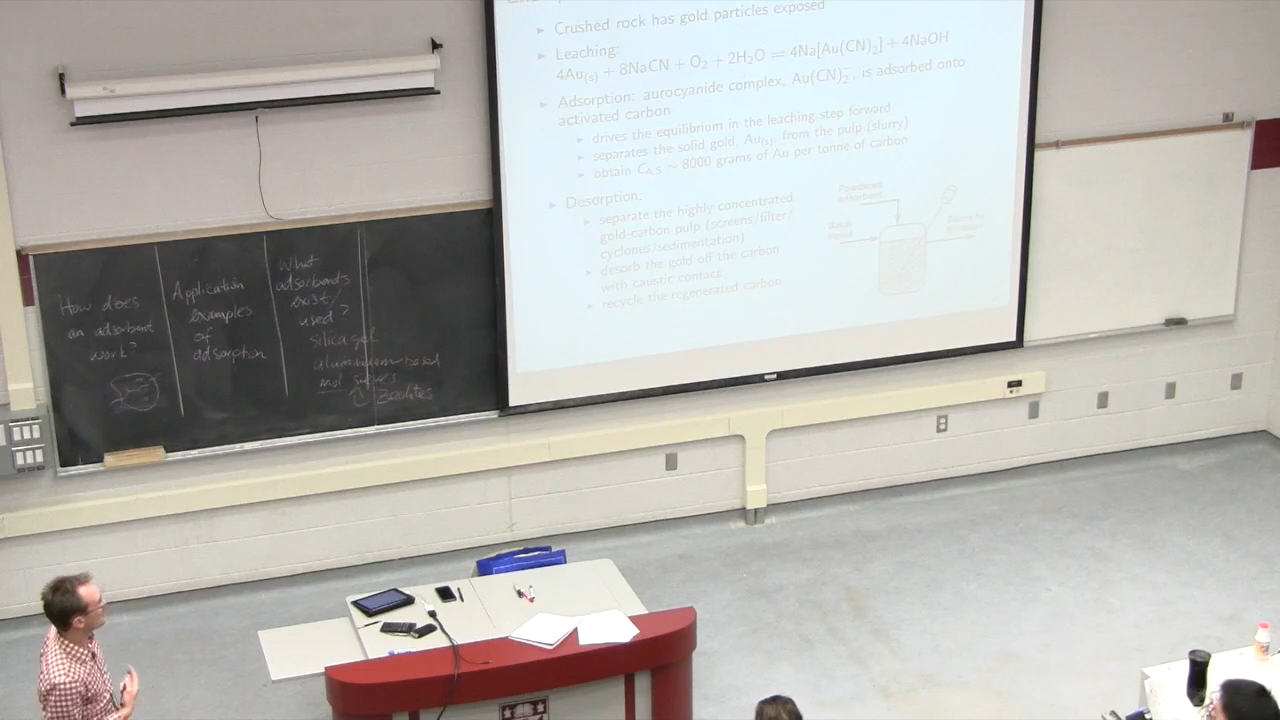 How does
an adsorbent
work?
Application
examples
of
adsorption
What
adsorbents
exist/
used?
silica gel
aluminum-based
mol sieves
Zeolites
▸ Crushed rock has gold particles exposed
▸ Leaching:
4Au(s) + 8NaCN + O2 + 2H2O = 4Na[Au(CN)2] + 4NaOH
▸ Adsorption: aurocyanide complex, Au(CN)2−, is adsorbed onto
activated carbon
▸ drives the equilibrium in the leaching step forward
▸ separates the solid gold, Au(s), from the pulp (slurry)
▸ obtain CA,S ~ 8000 grams of Au per tonne of carbon
▸ Desorption:
▸ separate the highly concentrated
gold-carbon pulp (screens/filter/
cyclones/sedimentation)
▸ desorb the gold off the carbon
with caustic contact
▸ recycle the regenerated carbon
Powdered
adsorbent